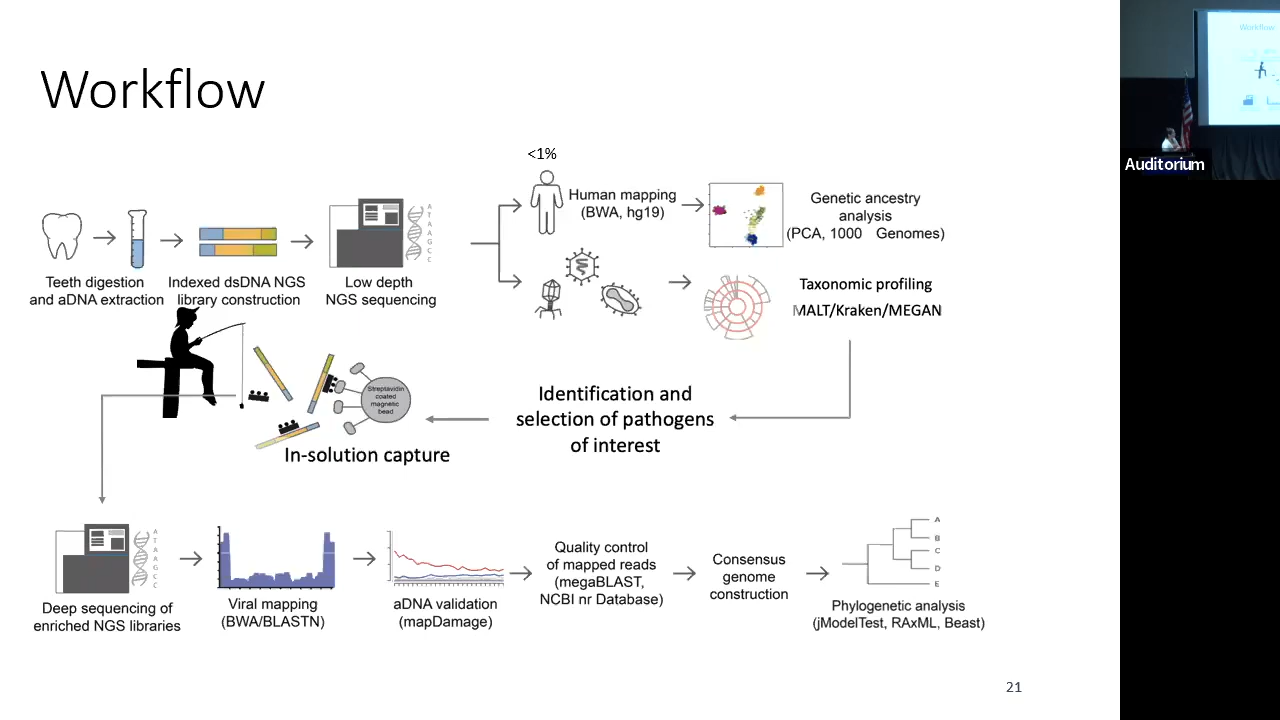 Workflow
<1%
Human mapping
(BWA, hg19)
Genetic ancestry
analysis
(PCA, 1000 Genomes)
A
T
A
A
G
C
C
Teeth digestion
and aDNA extraction
Indexed dsDNA NGS
library construction
Low depth
NGS sequencing
Taxonomic profiling
MALT/Kraken/MEGAN
Identification and
selection of pathogens
of interest
Streptavidin
coated
magnetic
bead
In-solution capture
A
T
A
A
G
C
C
Deep sequencing of
enriched NGS libraries
Viral mapping
(BWA/BLASTN)
aDNA validation
(mapDamage)
Quality control
of mapped reads
(megaBLAST,
NCBI nr Database)
Consensus
genome
construction
A
B
C
D
E
Phylogenetic analysis
(jModelTest, RAxML, Beast)
21
Workflow
Auditorium